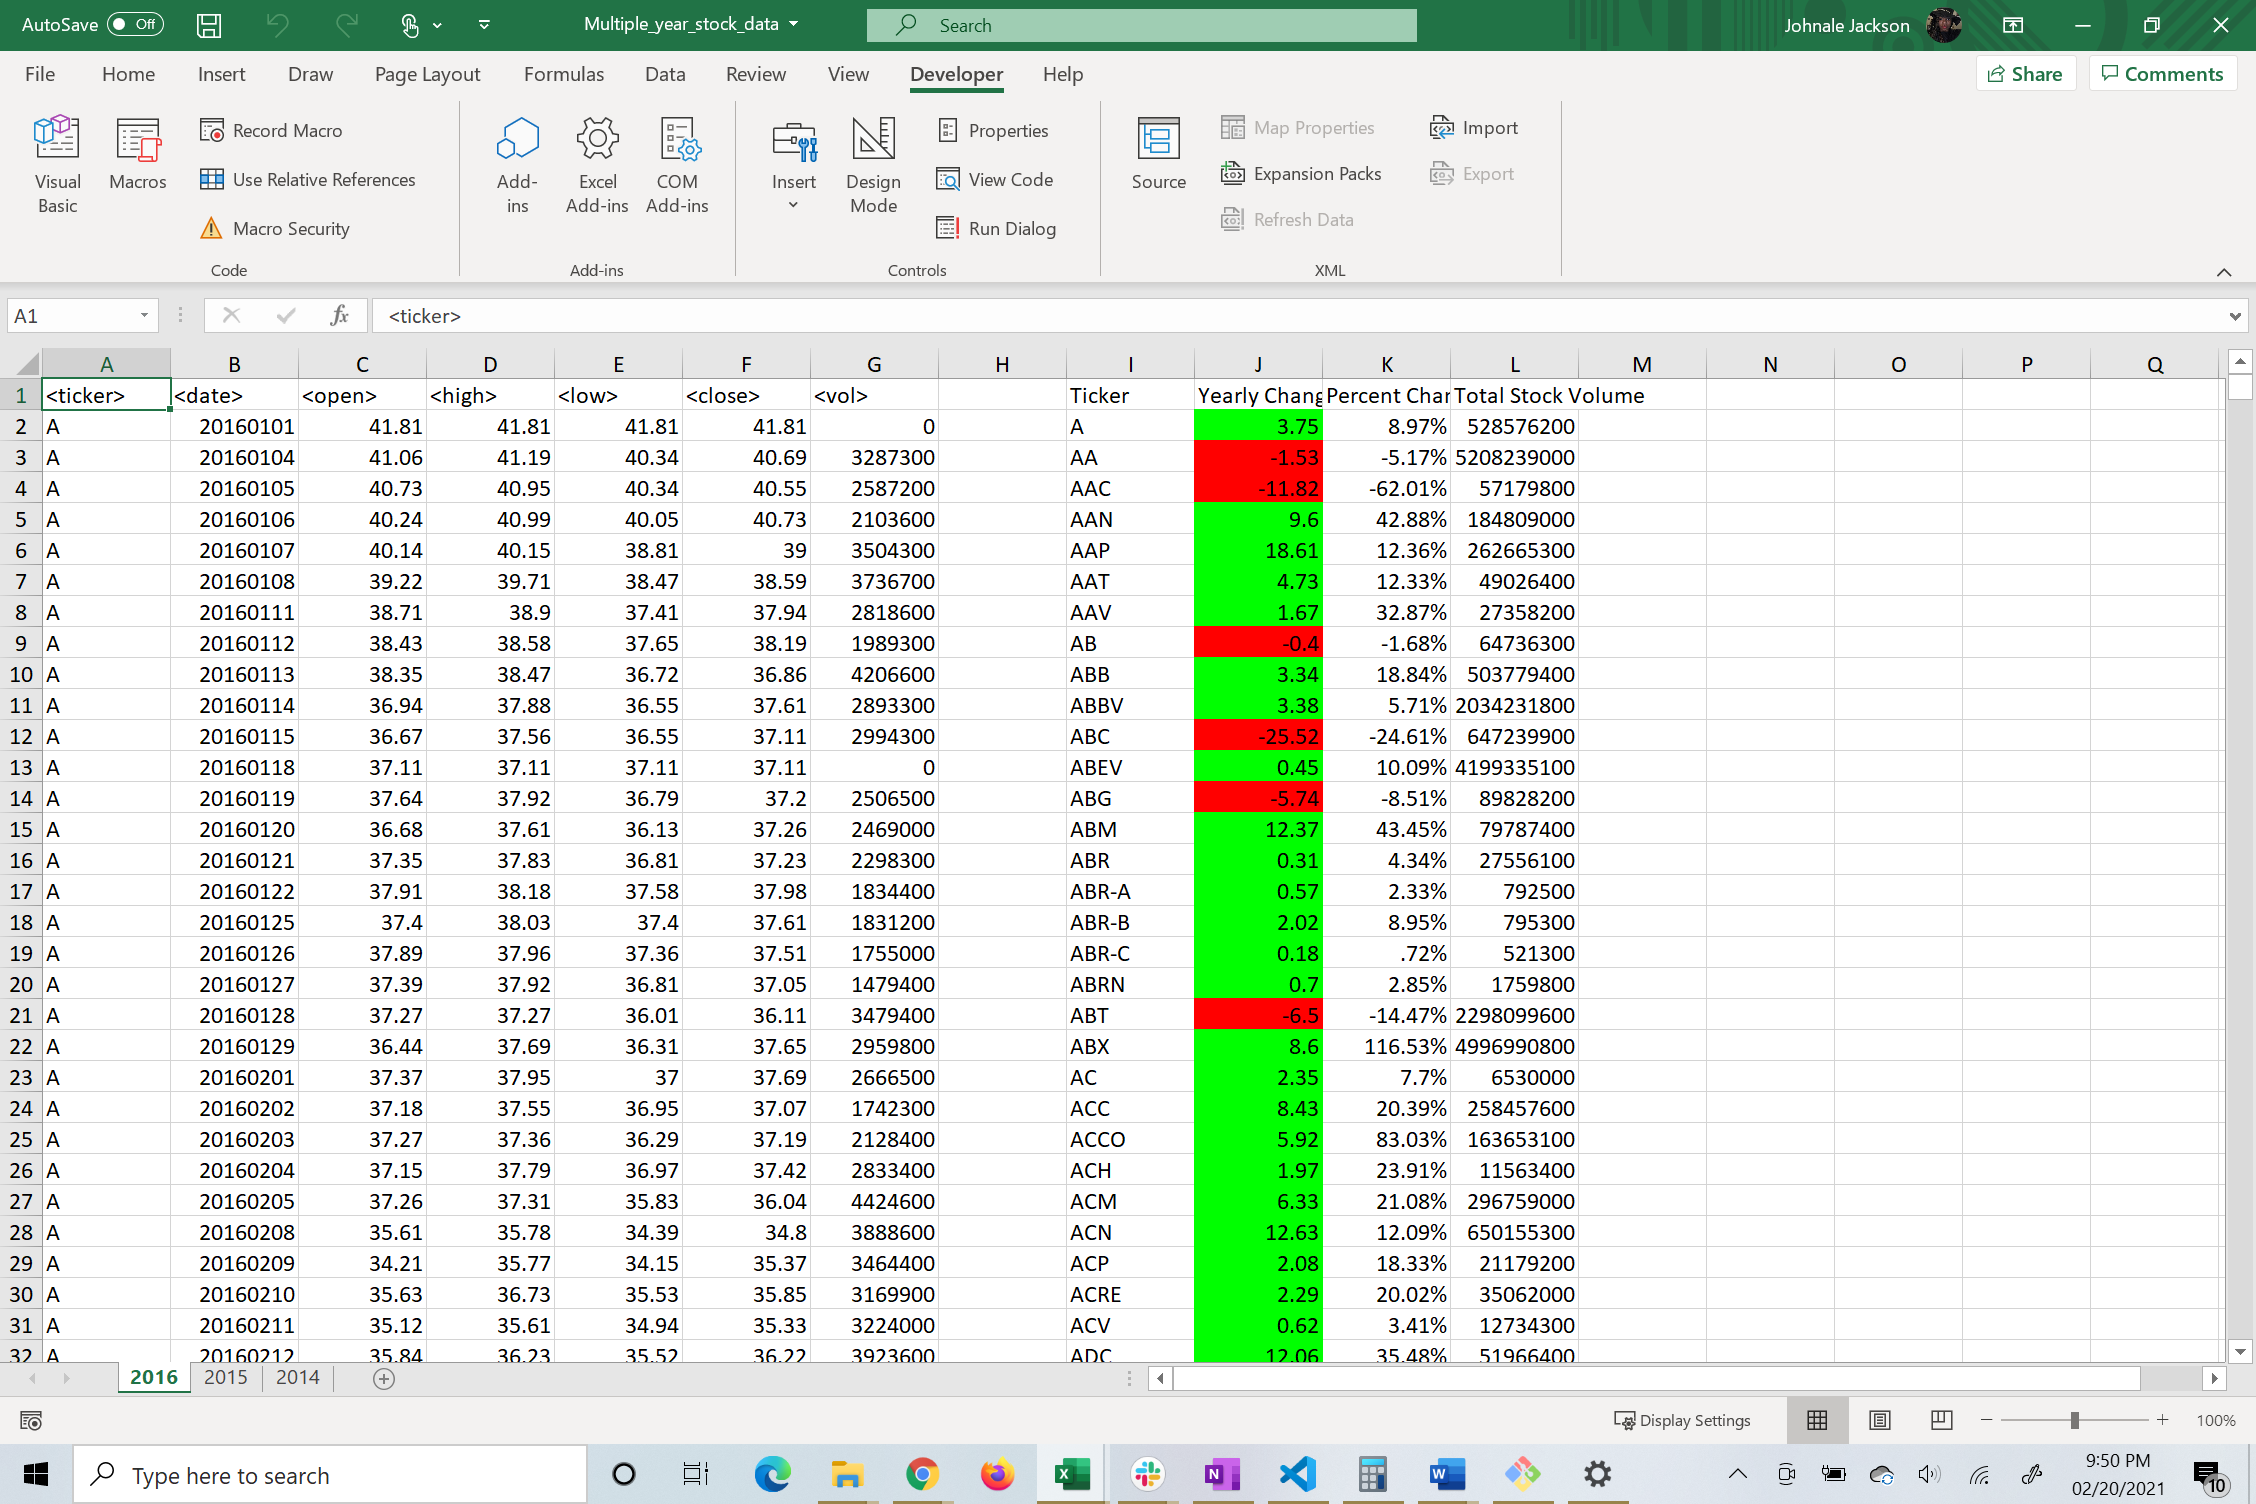 AutoSave Off Multiple_year_stock_data Search Johnale Jackson
File Home Insert Draw Page Layout Formulas Data Review View Developer Help Share Comments
Visual Basic
Macros
Record Macro
Use Relative References
Macro Security
Code
Add-ins
Excel Add-ins
COM Add-ins
Add-ins
Insert
Design Mode
Properties
View Code
Run Dialog
Controls
Source
Map Properties
Expansion Packs
Refresh Data
Import
Export
XML
A1 fx <ticker>
A B C D E F G H I J K L M N O P Q
1 <ticker> <date> <open> <high> <low> <close> <vol> Ticker Yearly Chang Percent Char Total Stock Volume
2 A 20160101 41.81 41.81 41.81 41.81 0 A 3.75 8.97% 528576200
3 A 20160104 41.06 41.19 40.34 40.69 3287300 AA -1.53 -5.17% 5208239000
4 A 20160105 40.73 40.95 40.34 40.55 2587200 AAC -11.82 -62.01% 57179800
5 A 20160106 40.24 40.99 40.05 40.73 2103600 AAN 9.6 42.88% 184809000
6 A 20160107 40.14 40.15 38.81 39 3504300 AAP 18.61 12.36% 262665300
7 A 20160108 39.22 39.71 38.47 38.59 3736700 AAT 4.73 12.33% 49026400
8 A 20160111 38.71 38.9 37.41 37.94 2818600 AAV 1.67 32.87% 27358200
9 A 20160112 38.43 38.58 37.65 38.19 1989300 AB -0.4 -1.68% 64736300
10 A 20160113 38.35 38.47 36.72 36.86 4206600 ABB 3.34 18.84% 503779400
11 A 20160114 36.94 37.88 36.55 37.61 2893300 ABBV 3.38 5.71% 2034231800
12 A 20160115 36.67 37.56 36.55 37.11 2994300 ABC -25.52 -24.61% 647239900
13 A 20160118 37.11 37.11 37.11 37.11 0 ABEV 0.45 10.09% 4199335100
14 A 20160119 37.64 37.92 36.79 37.2 2506500 ABG -5.74 -8.51% 89828200
15 A 20160120 36.68 37.61 36.13 37.26 2469000 ABM 12.37 43.45% 79787400
16 A 20160121 37.35 37.83 36.81 37.23 2298300 ABR 0.31 4.34% 27556100
17 A 20160122 37.91 38.18 37.58 37.98 1834400 ABR-A 0.57 2.33% 792500
18 A 20160125 37.4 38.03 37.4 37.61 1831200 ABR-B 2.02 8.95% 795300
19 A 20160126 37.89 37.96 37.36 37.51 1755000 ABR-C 0.18 .72% 521300
20 A 20160127 37.39 37.92 36.81 37.05 1479400 ABRN 0.7 2.85% 1759800
21 A 20160128 37.27 37.27 36.01 36.11 3479400 ABT -6.5 -14.47% 2298099600
22 A 20160129 36.44 37.69 36.31 37.65 2959800 ABX 8.6 116.53% 4996990800
23 A 20160201 37.37 37.95 37 37.69 2666500 AC 2.35 7.7% 6530000
24 A 20160202 37.18 37.55 36.95 37.07 1742300 ACC 8.43 20.39% 258457600
25 A 20160203 37.27 37.36 36.29 37.19 2128400 ACCO 5.92 83.03% 163653100
26 A 20160204 37.15 37.79 36.97 37.42 2833400 ACH 1.97 23.91% 11563400
27 A 20160205 37.26 37.31 35.83 36.04 4424600 ACM 6.33 21.08% 296759000
28 A 20160208 35.61 35.78 34.39 34.8 3888600 ACN 12.63 12.09% 650155300
29 A 20160209 34.21 35.77 34.15 35.37 3464400 ACP 2.08 18.33% 21179200
30 A 20160210 35.63 36.73 35.53 35.85 3169900 ACRE 2.29 20.02% 35062000
31 A 20160211 35.12 35.61 34.94 35.33 3224000 ACV 0.62 3.41% 12734300
32 A 20160212 35.84 36.23 35.52 36.22 3923600 ADC 12.06 35.48% 51966400
2016 2015 2014
Display Settings 100%
Type here to search
9:50 PM
02/20/2021
10